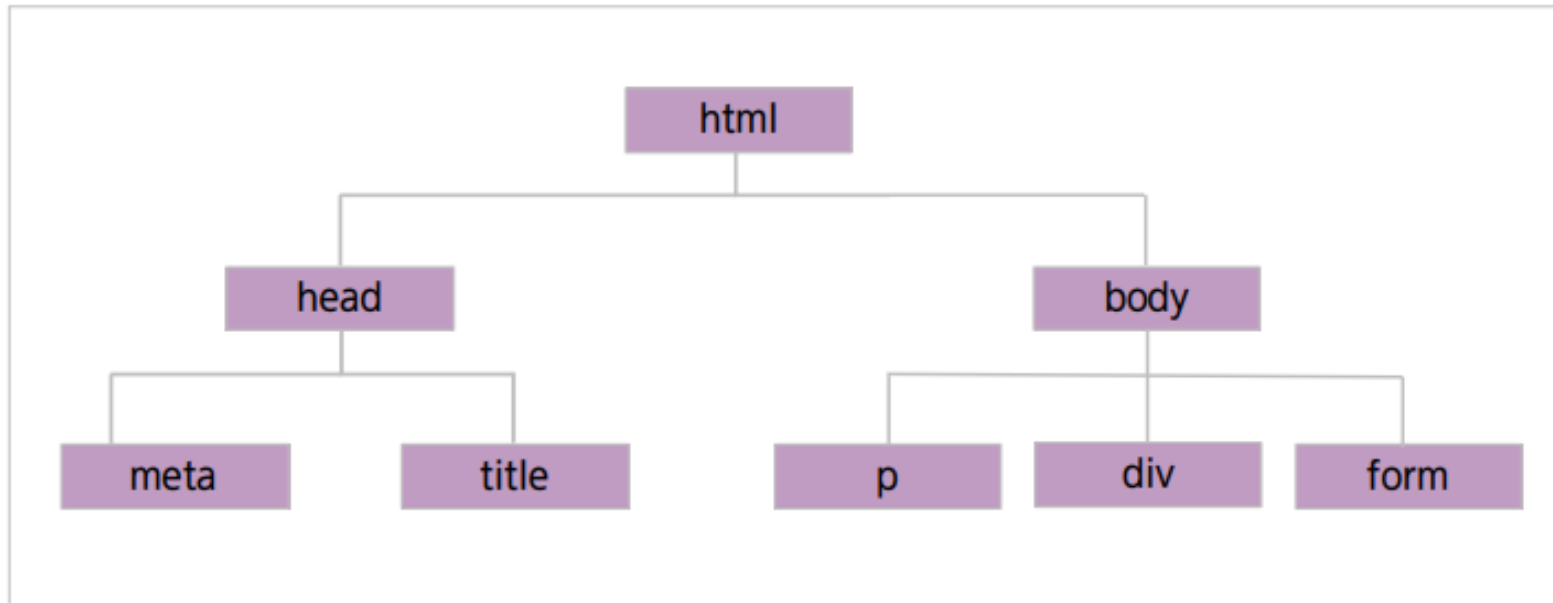 html
head
body
meta
title
p
div
form